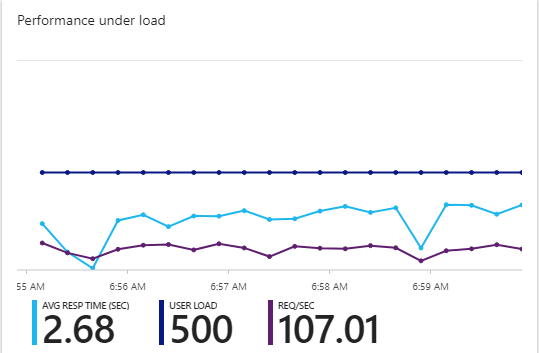 Performance under load
55 AM 6:56 AM 6:57 AM 6:58 AM 6:59 AM
AVG RESP TIME (SEC) USER LOAD REQ/SEC
2.68 500 107.01